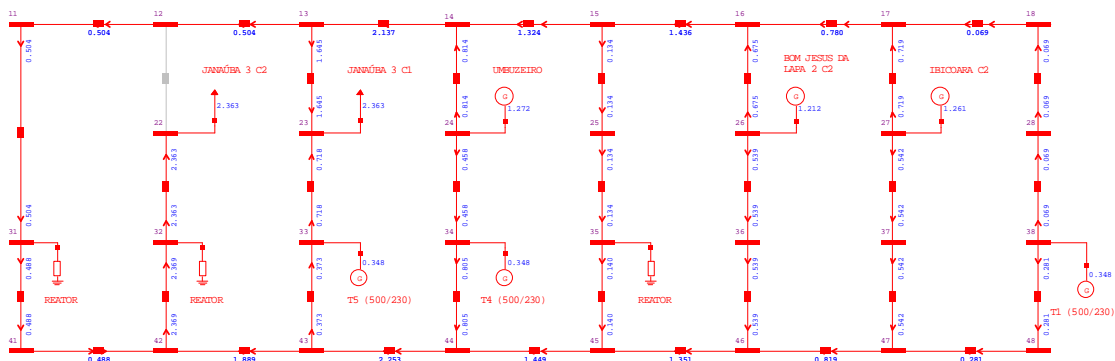 11 12 13 14 15 16 17 18
0.504 0.504 2.137 1.324 1.436 0.780 0.069
0.504 1.645 0.814 0.134 0.675 0.719 0.069
JANAÚBA 3 C2 JANAÚBA 3 C1 UMBUZEIRO BOM JESUS DA
LAPA 2 C2 IBICOARA C2
G G G
2.363 2.363 1.272 1.212 1.261
1.645 0.814 0.134 0.675 0.719 0.069
22 23 24 25 26 27 28
2.363 0.718 0.458 0.134 0.539 0.542 0.069
0.504 2.363 0.718 0.458 0.134 0.539 0.542 0.069
31 32 33 34 35 36 37 38
0.488 2.369 0.373 0.348 0.805 0.348 0.140 0.539 0.542 0.281 0.348
G G G
REATOR REATOR T5 (500/230) T4 (500/230) REATOR T1 (500/230)
0.488 2.369 0.373 0.805 0.140 0.539 0.542 0.281
41 42 43 44 45 46 47 48
0.488 1.889 2.253 1.449 1.351 0.819 0.281